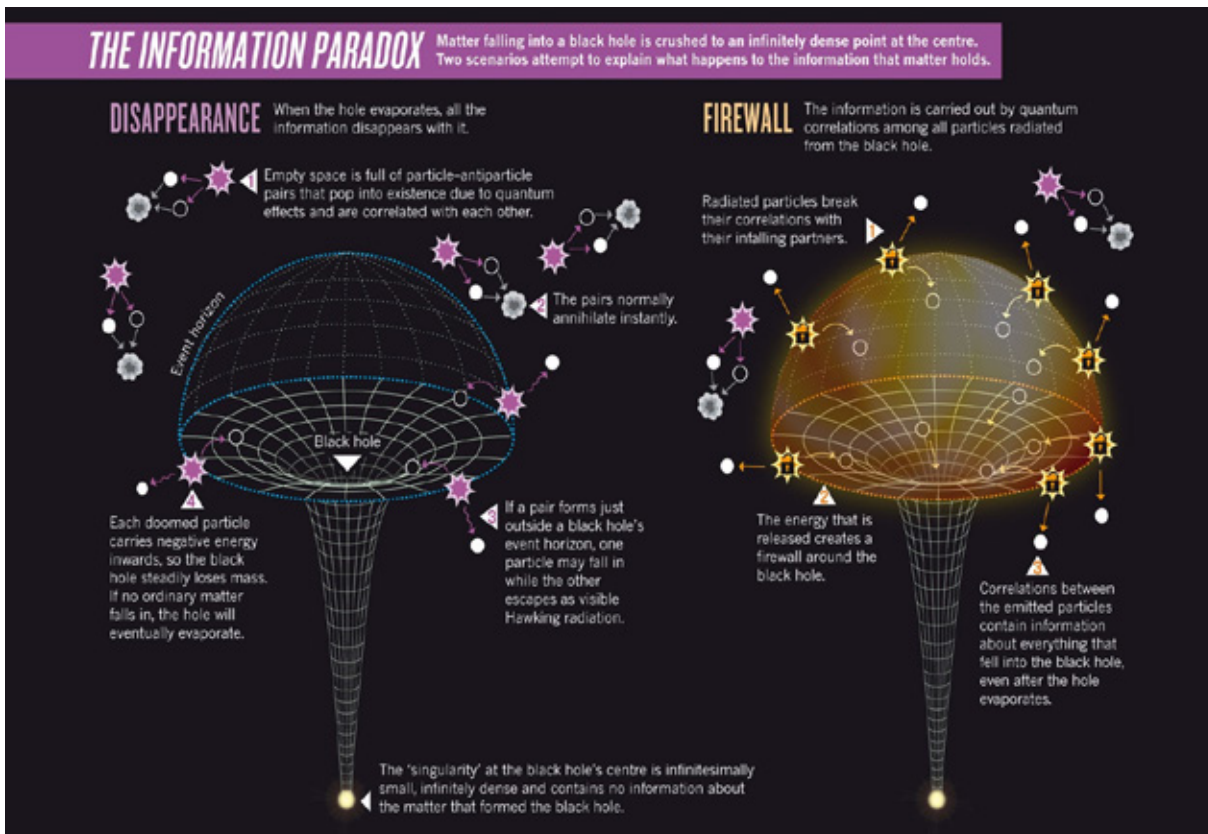 THE INFORMATION PARADOX
Matter falling into a black hole is crushed to an infinitely dense point at the centre.
Two scenarios attempt to explain what happens to the information that matter holds.
DISAPPEARANCE
When the hole evaporates, all the
information disappears with it.
1
Empty space is full of particle–antiparticle
pairs that pop into existence due to quantum
effects and are correlated with each other.
Event horizon
2
The pairs normally
annihilate instantly.
Black hole
3
If a pair forms just
outside a black hole's
event horizon, one
particle may fall in
while the other
escapes as visible
Hawking radiation.
4
Each doomed particle
carries negative energy
inwards, so the black
hole steadily loses mass.
If no ordinary matter
falls in, the hole will
eventually evaporate.
The 'singularity' at the black hole's centre is infinitesimally
small, infinitely dense and contains no information about
the matter that formed the black hole.
FIREWALL
The information is carried out by quantum
correlations among all particles radiated
from the black hole.
Radiated particles break
their correlations with
their infalling partners.
1
2
The energy that is
released creates a
firewall around the
black hole.
3
Correlations between
the emitted particles
contain information
about everything that
fell into the black hole,
even after the hole
evaporates.